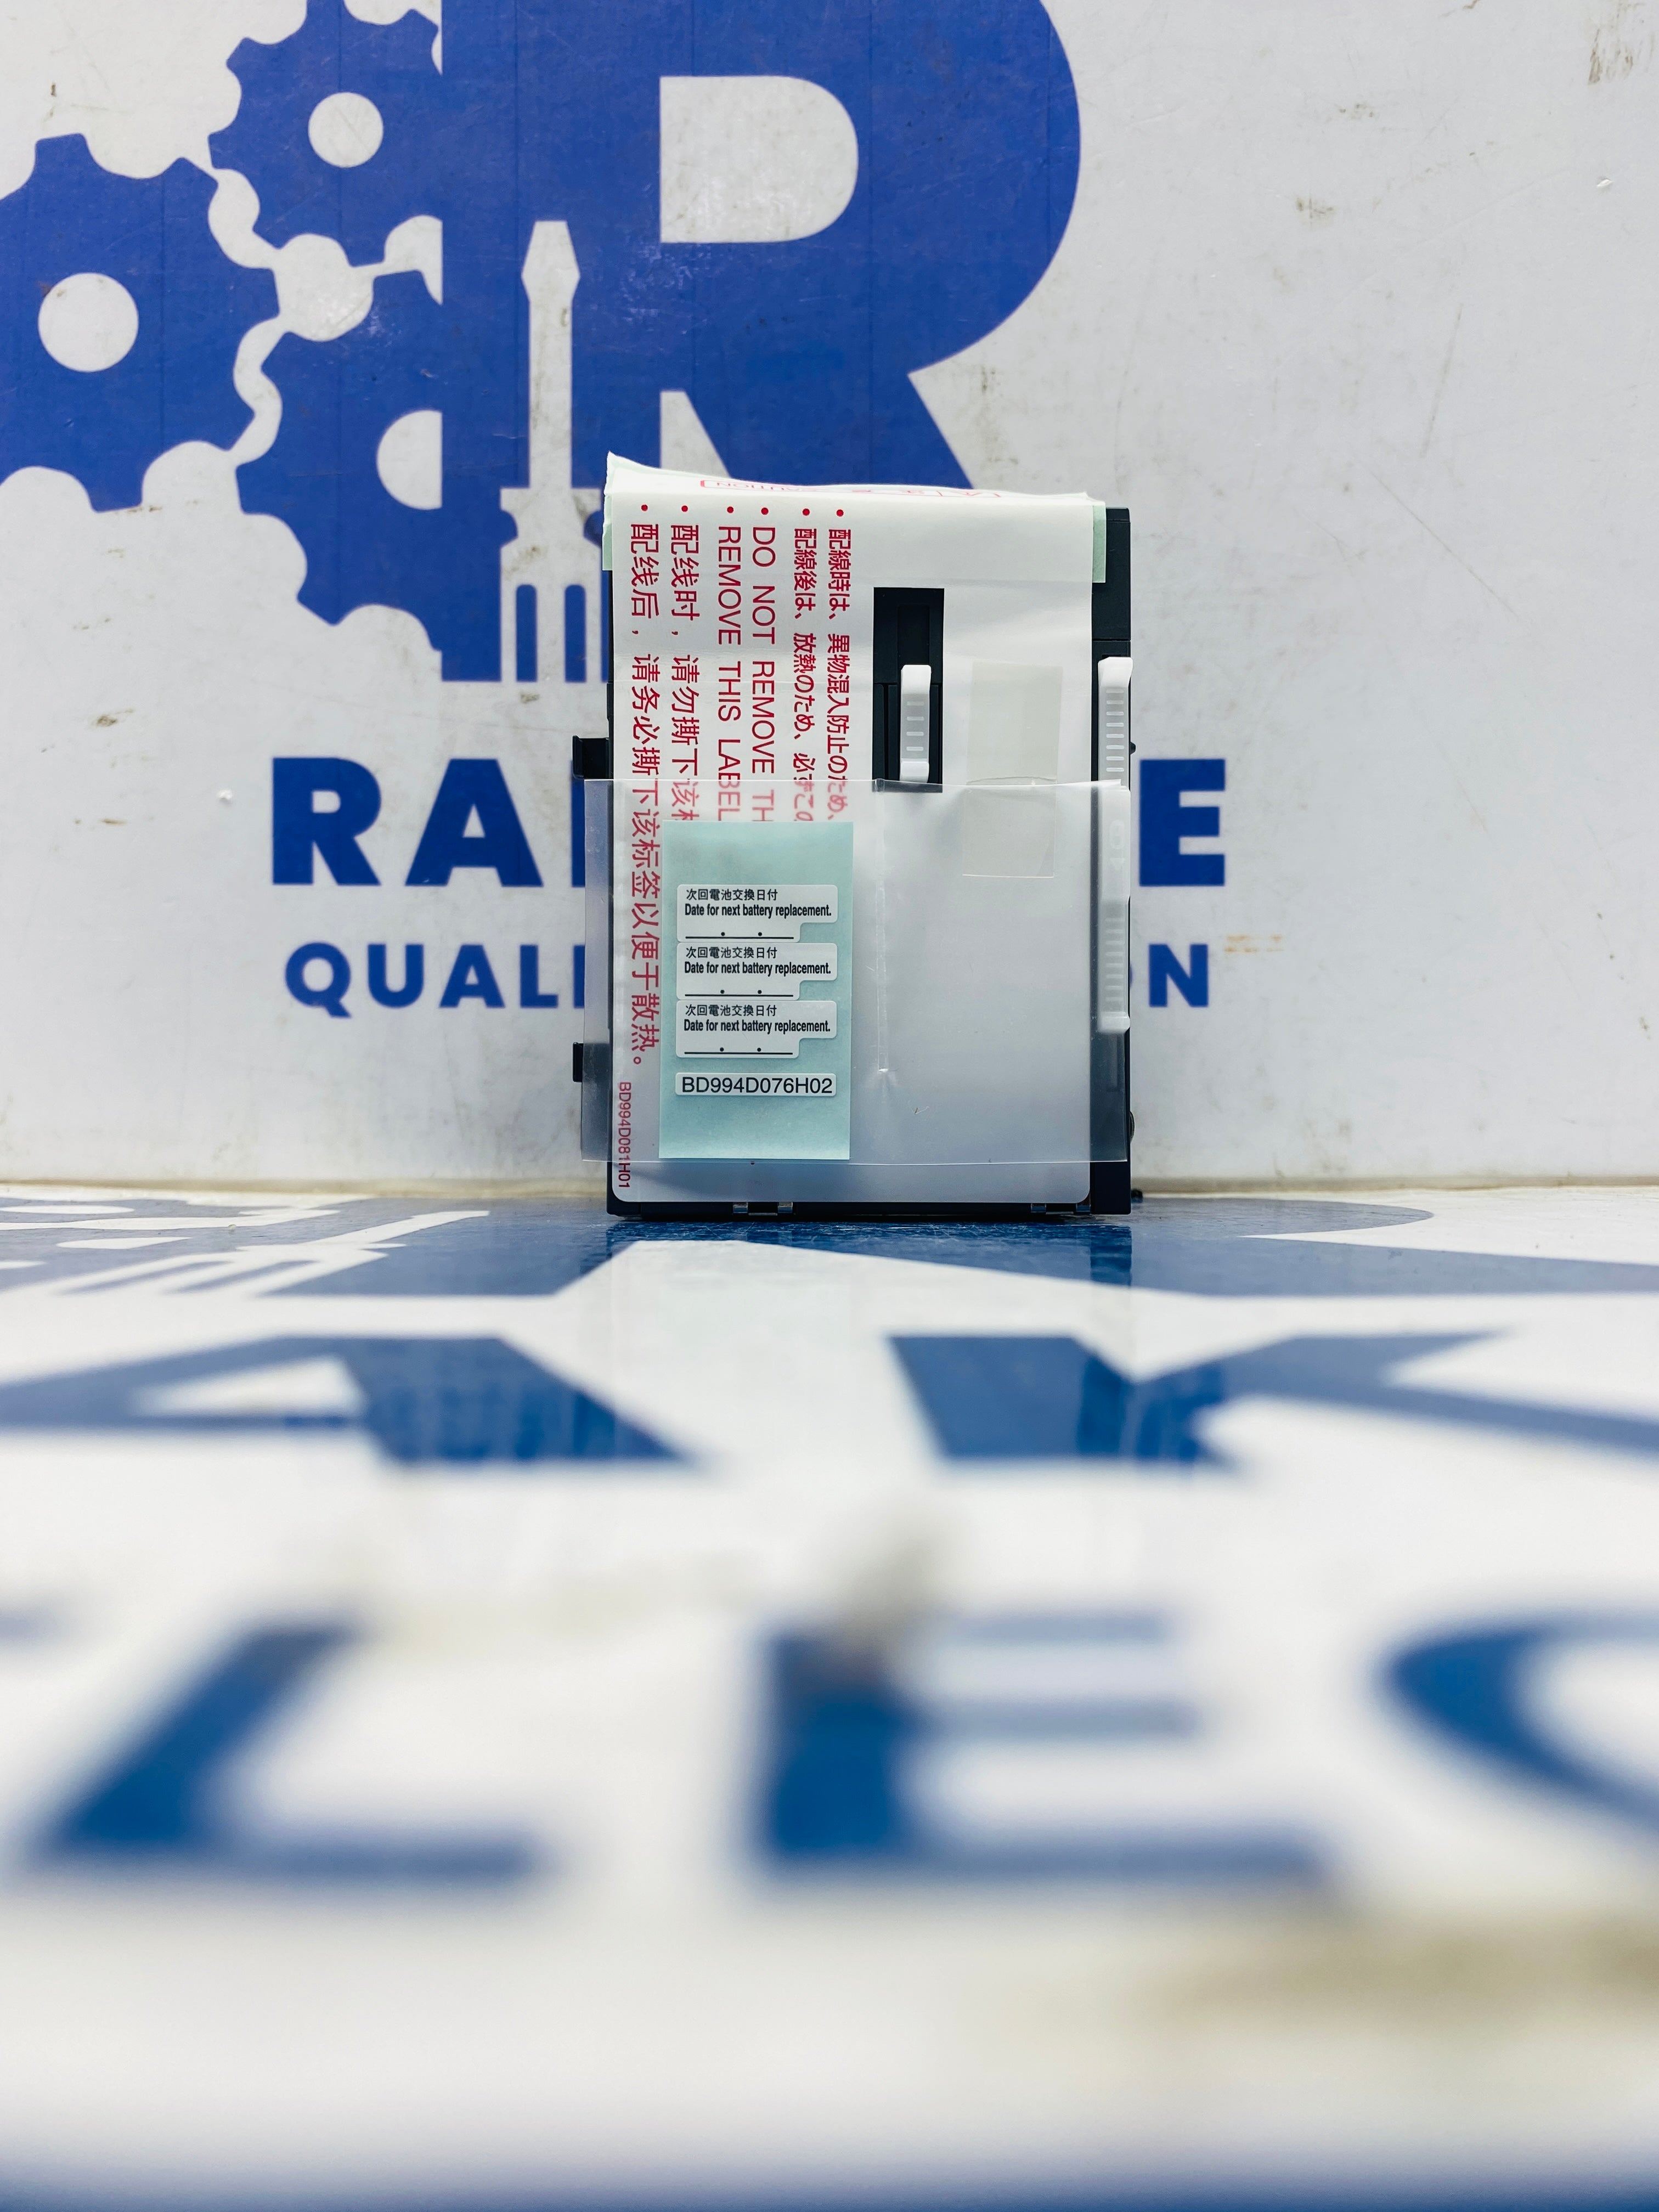 R
RA
E
QUALI
ON
CAUTION
• 配線時は、異物混入防止のため、
• 配線後は、放熱のため、必ずこの
• DO NOT REMOVE TH
• REMOVE THIS LABEL
• 配线时，请勿撕下该标
• 配线后，请务必撕下该标签以便于散热。
BD994D081H01
次回電池交換日付
Date for next battery replacement.
次回電池交換日付
Date for next battery replacement.
次回電池交換日付
Date for next battery replacement.
BD994D076H02
AK